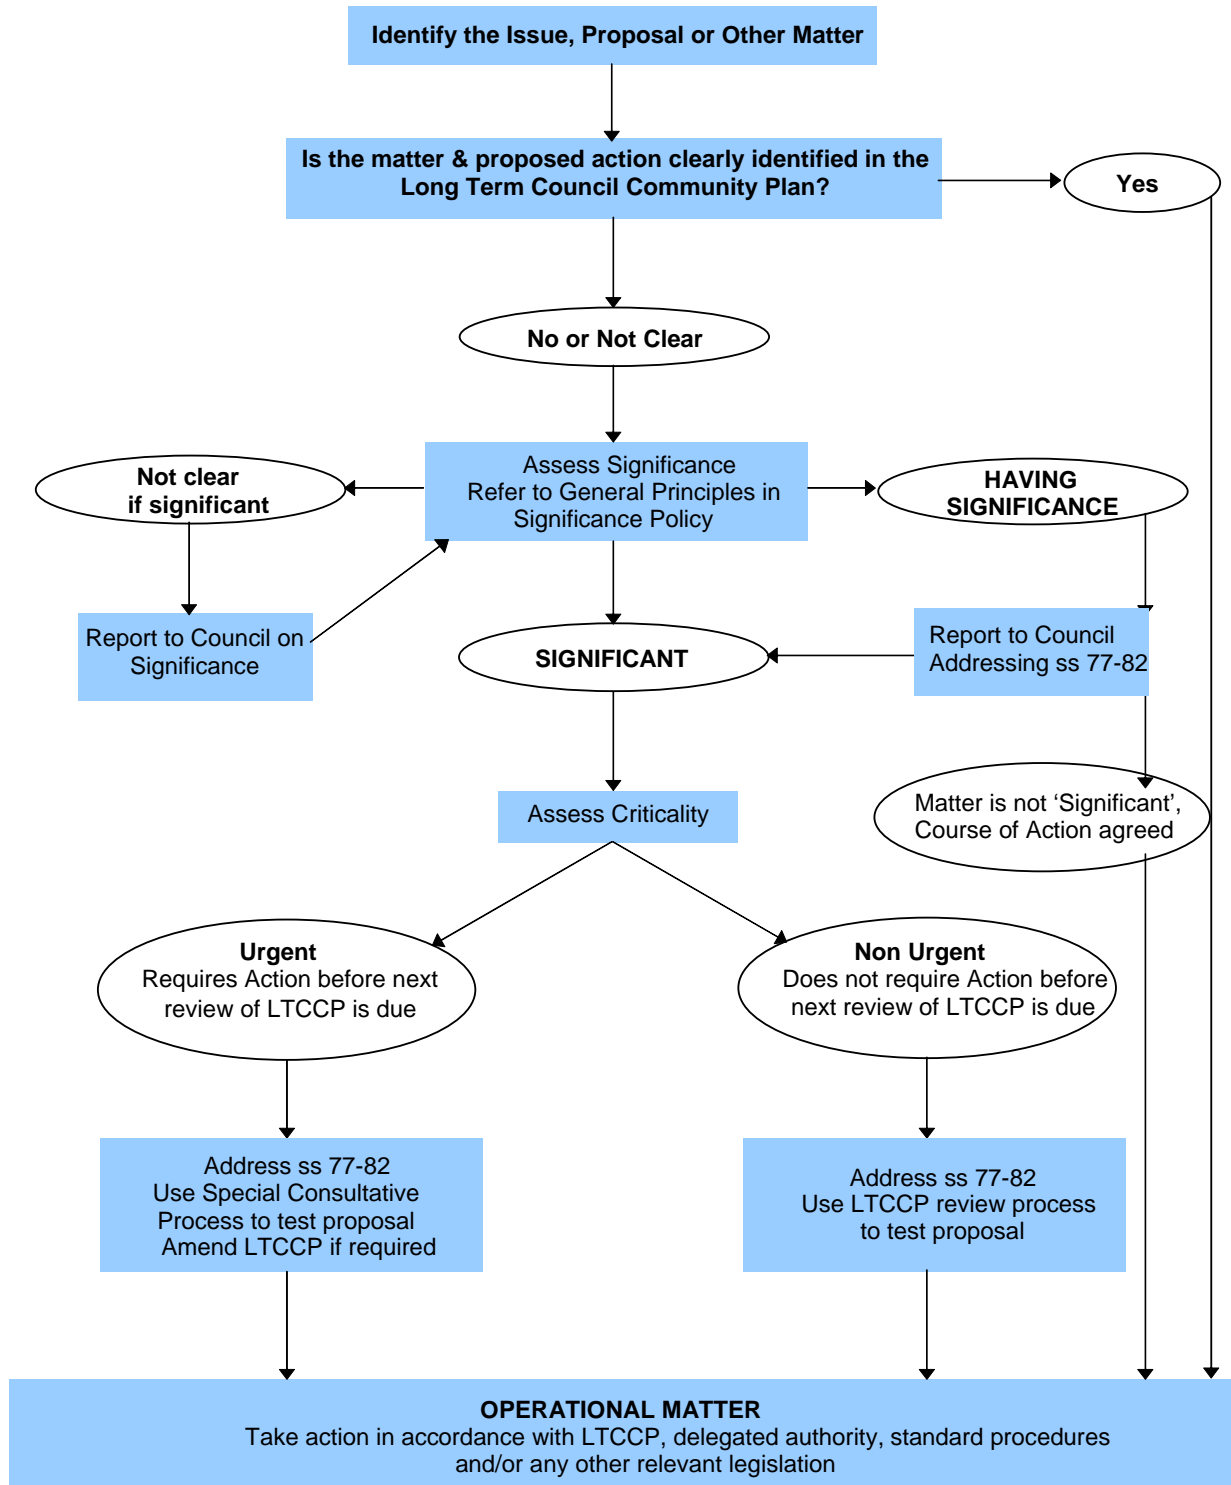 Identify the Issue, Proposal or Other Matter
Is the matter & proposed action clearly identified in the
Long Term Council Community Plan?
Yes
No or Not Clear
Not clear
if significant
Assess Significance
Refer to General Principles in
Significance Policy
HAVING
SIGNIFICANCE
Report to Council on
Significance
SIGNIFICANT
Report to Council
Addressing ss 77-82
Assess Criticality
Matter is not ‘Significant’,
Course of Action agreed
Urgent
Requires Action before next
review of LTCCP is due
Non Urgent
Does not require Action before
next review of LTCCP is due
Address ss 77-82
Use Special Consultative
Process to test proposal
Amend LTCCP if required
Address ss 77-82
Use LTCCP review process
to test proposal
OPERATIONAL MATTER
Take action in accordance with LTCCP, delegated authority, standard procedures
and/or any other relevant legislation